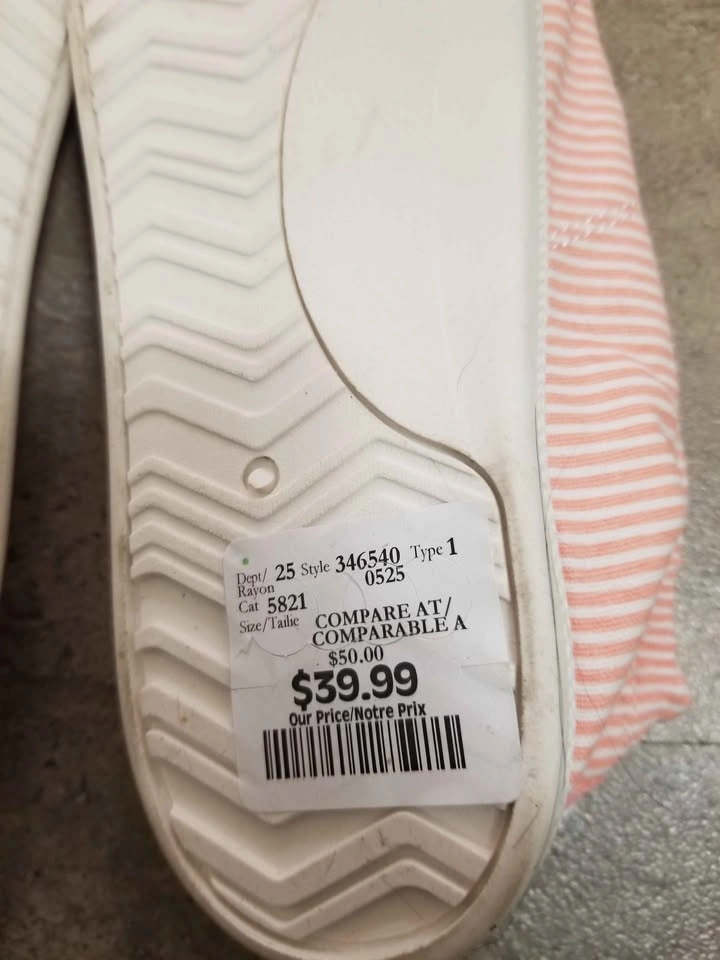 Dept/ 25 Style 346540 Type 1
Rayon 0525
Cat 5821
Size/Tailie COMPARE AT/
COMPARABLE A
$50.00
$39.99
Our Price/Notre Prix